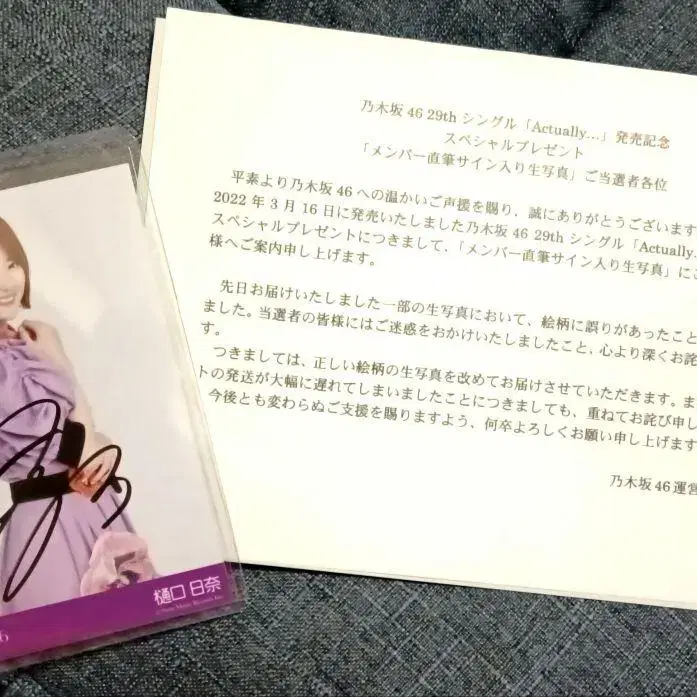 乃木坂 46 29th シングル「Actually…」発売記念
スペシャルプレゼント
「メンバー直筆サイン入り生写真」ご当選者各位
平素より乃木坂 46 への温かいご声援を賜り、誠にありがとうございます
2022 年 3 月 16 日に発売いたしました乃木坂 46 29th シングル「Actually…
スペシャルプレゼントにつきまして、「メンバー直筆サイン入り生写真」にご
様へご案内申し上げます。
先日お届けいたしました一部の生写真において、絵柄に誤りがあったこと
ました。当選者の皆様にはご迷惑をおかけいたしましたこと、心より深くお詫
す。
つきましては、正しい絵柄の生写真を改めてお届けさせていただきます。ま
トの発送が大幅に遅れてしまいましたことにつきましても、重ねてお詫び申し
今後とも変わらぬご支援を賜りますよう、何卒よろしくお願い申し上げます
乃木坂 46 運営
樋口 日奈
6